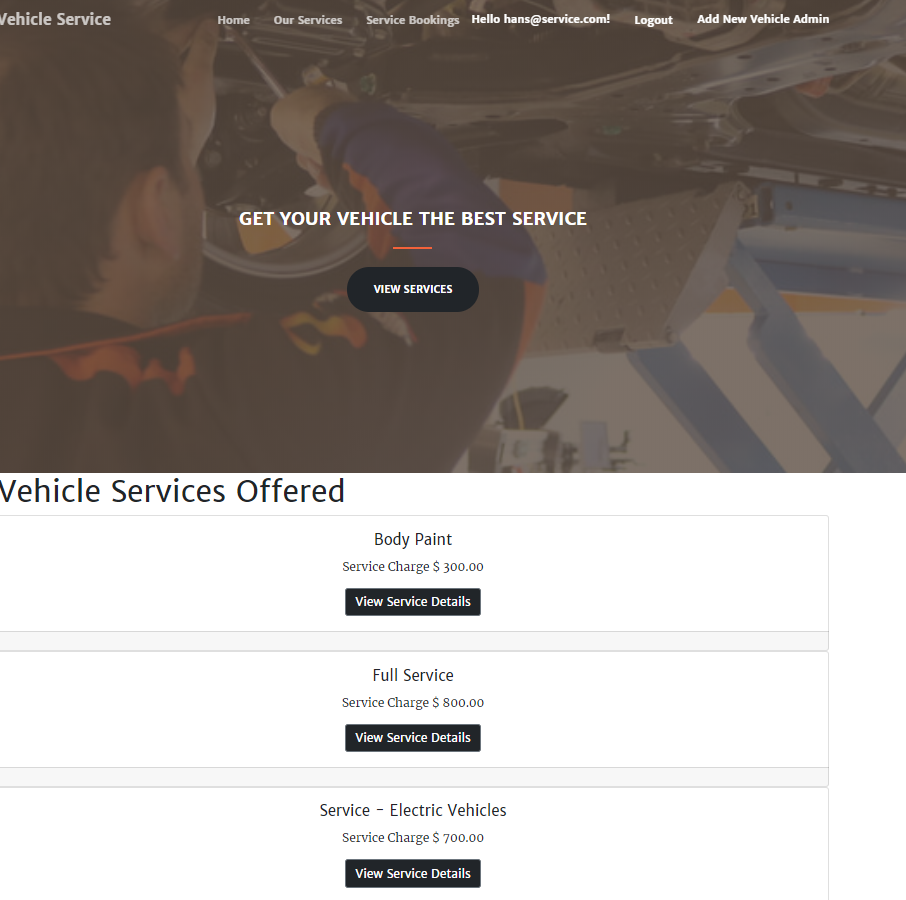 Vehicle Service Home Our Services Service Bookings Hello hans@service.com! Logout Add New Vehicle Admin
GET YOUR VEHICLE THE BEST SERVICE
VIEW SERVICES
Vehicle Services Offered
Body Paint
Service Charge $ 300.00
View Service Details
Full Service
Service Charge $ 800.00
View Service Details
Service - Electric Vehicles
Service Charge $ 700.00
View Service Details